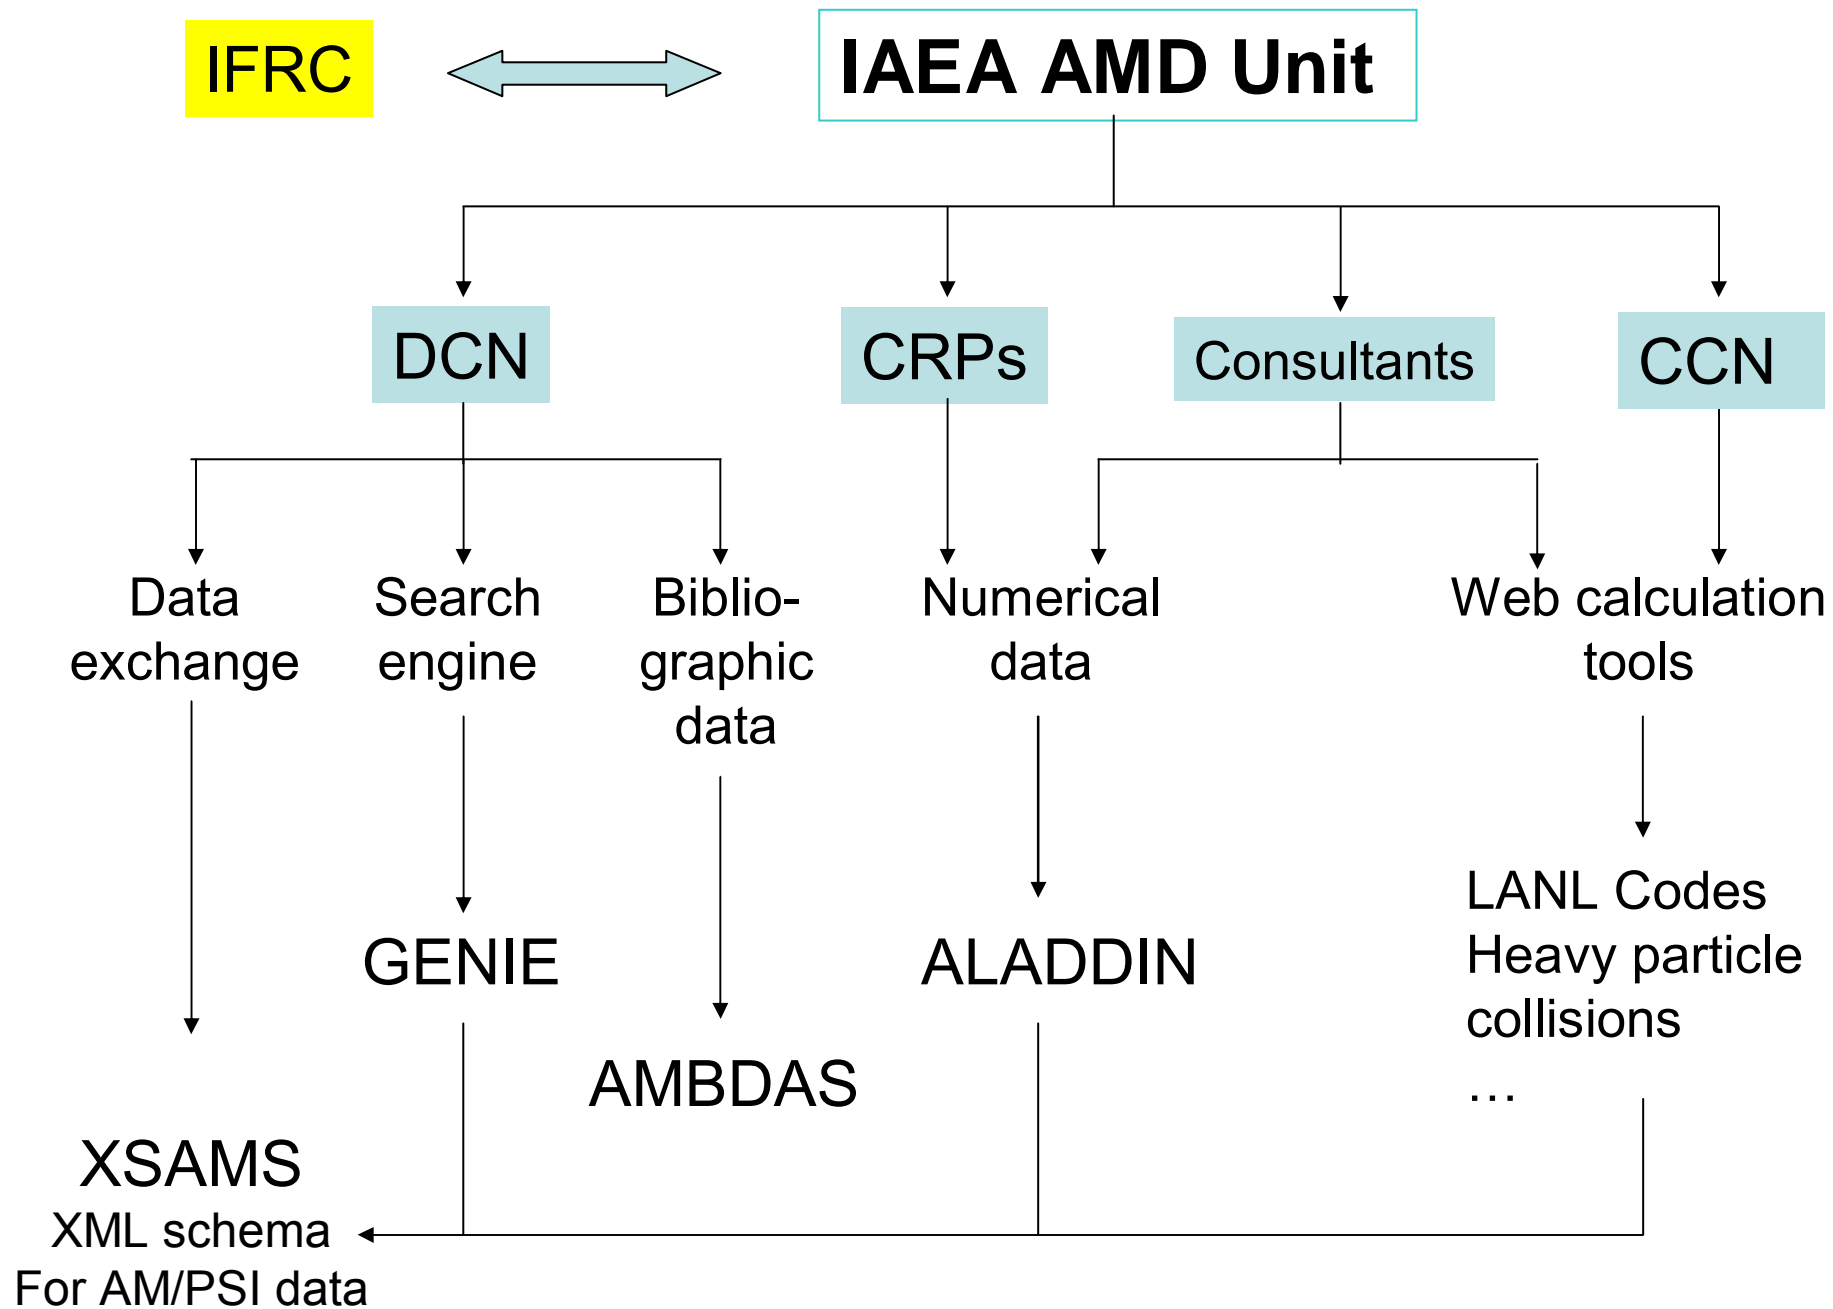 IFRC
IAEA AMD Unit
DCN
CRPs
Consultants
CCN
Data
exchange
Search
engine
Biblio-
graphic
data
Numerical
data
Web calculation
tools
GENIE
AMBDAS
ALADDIN
LANL Codes
Heavy particle
collisions
…
XSAMS
XML schema
For AM/PSI data